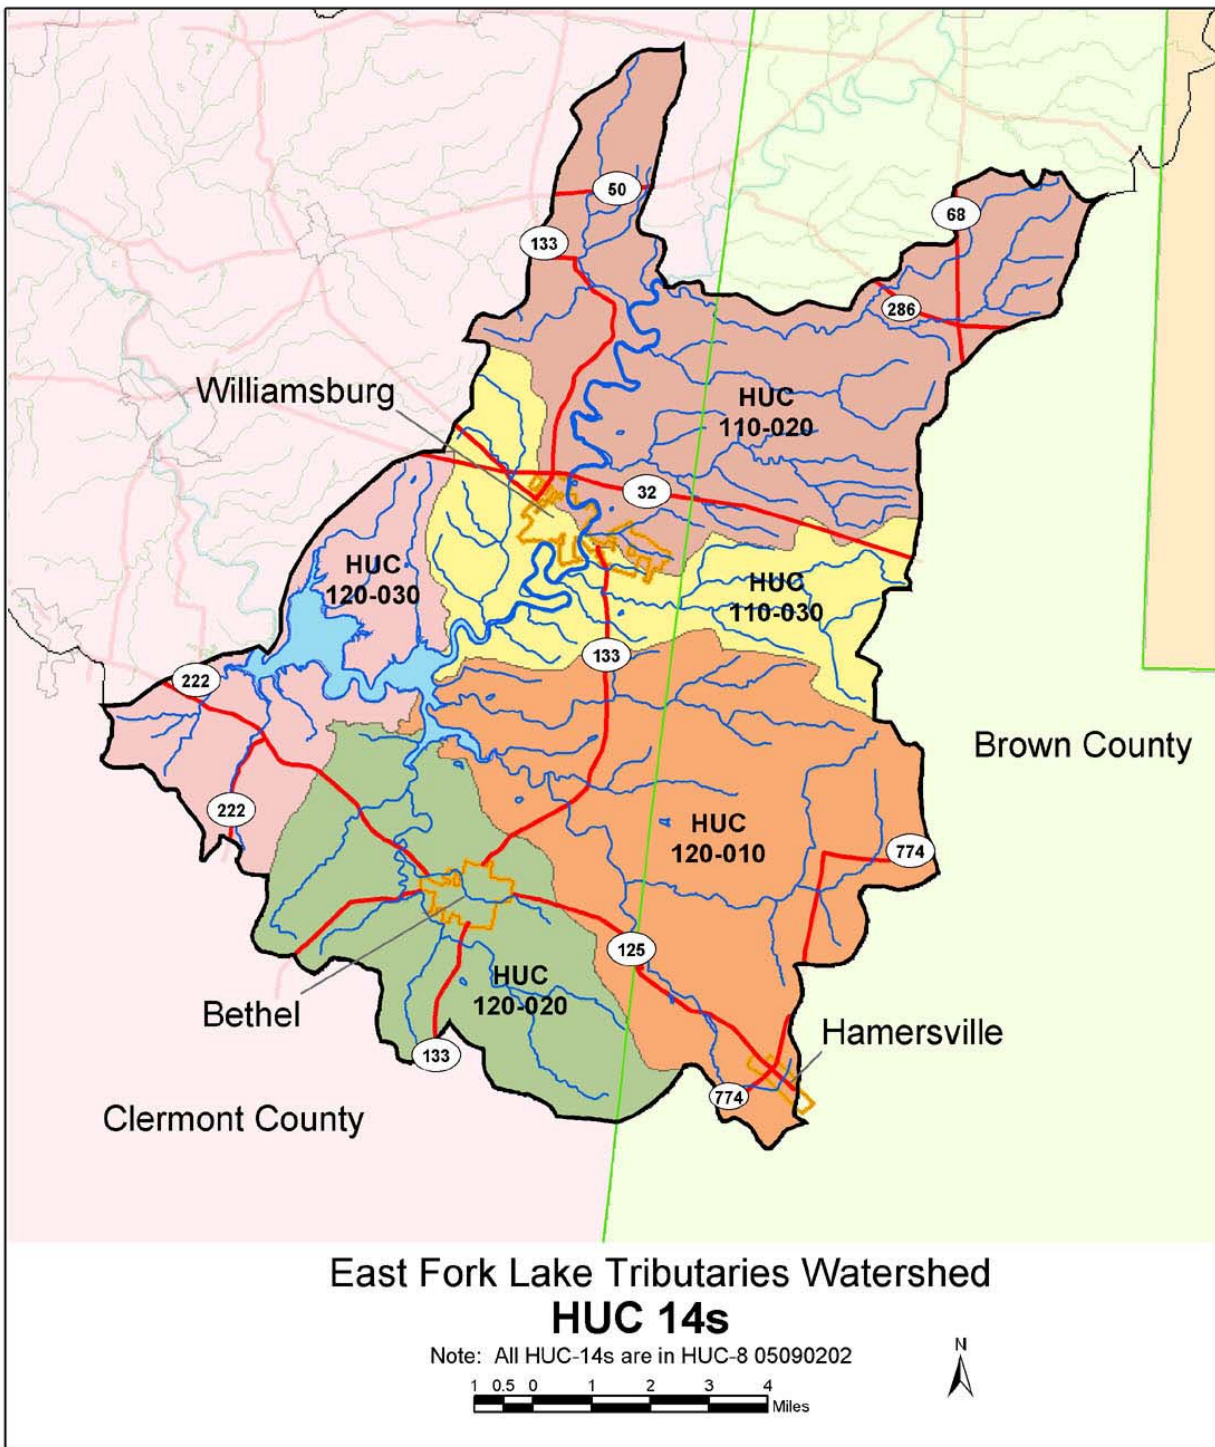 50
68
133
286
Williamsburg
HUC
110-020
32
HUC
120-030
HUC
110-030
133
222
Brown County
222
HUC
120-010
774
125
HUC
120-020
Bethel
Hamersville
133
774
Clermont County
East Fork Lake Tributaries Watershed
HUC 14s
Note: All HUC-14s are in HUC-8 05090202
N
1 0.5 0 1 2 3 4
Miles